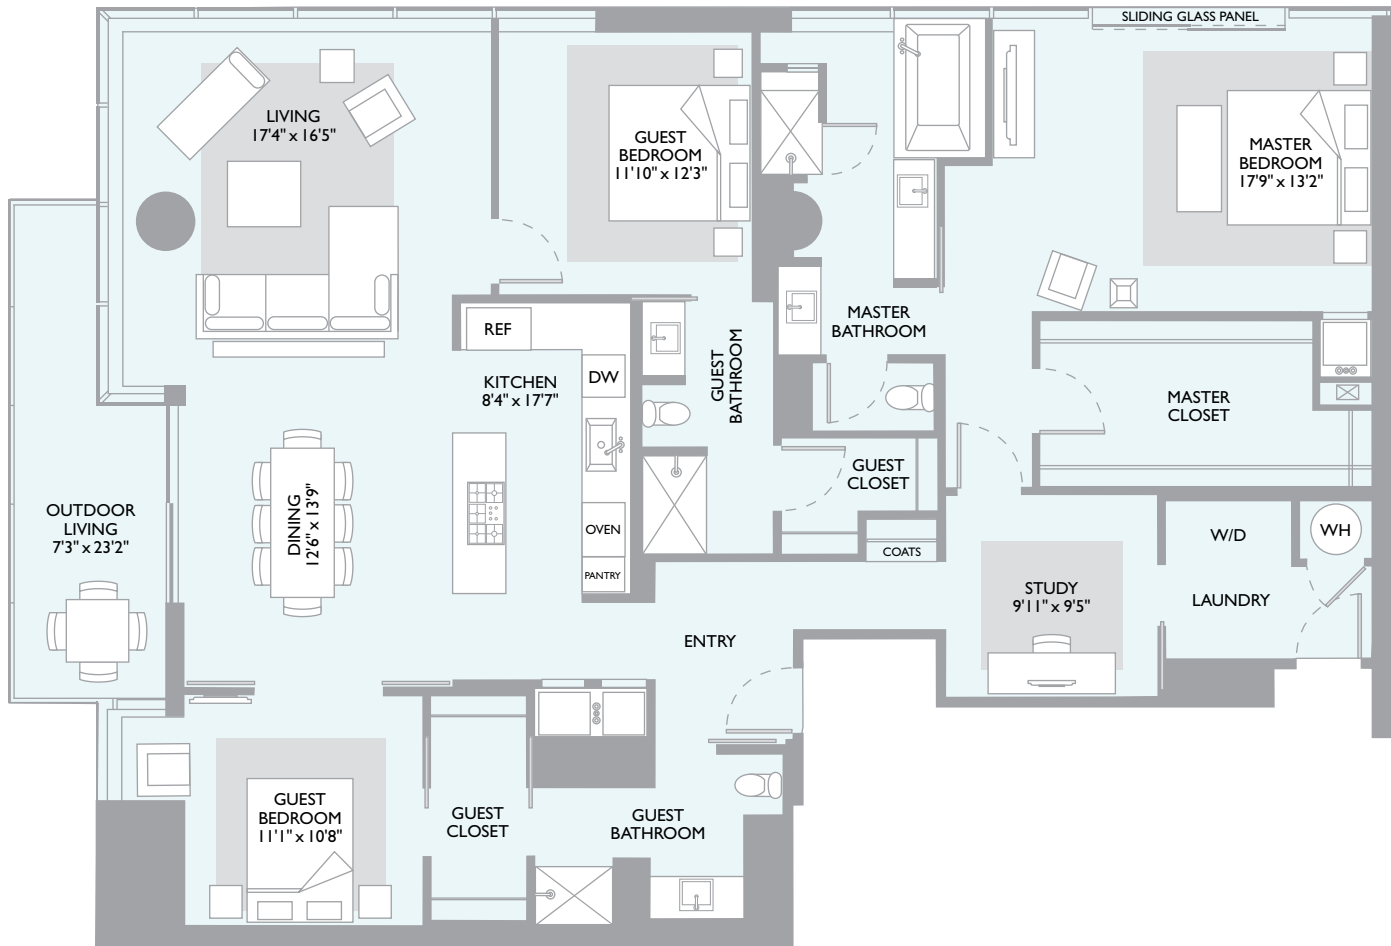 SLIDING GLASS PANEL
LIVING
17'4" x 16'5"
GUEST
BEDROOM
11'10" x 12'3"
MASTER
BEDROOM
17'9" x 13'2"
REF
KITCHEN
8'4" x 17'7"
DW
GUEST
BATHROOM
MASTER
BATHROOM
MASTER
CLOSET
GUEST
CLOSET
OUTDOOR
LIVING
7'3" x 23'2"
DINING
12'6" x 13'9"
OVEN
PANTRY
COATS
W/D
WH
STUDY
9'11" x 9'5"
LAUNDRY
ENTRY
GUEST
BEDROOM
11'1" x 10'8"
GUEST
CLOSET
GUEST
BATHROOM